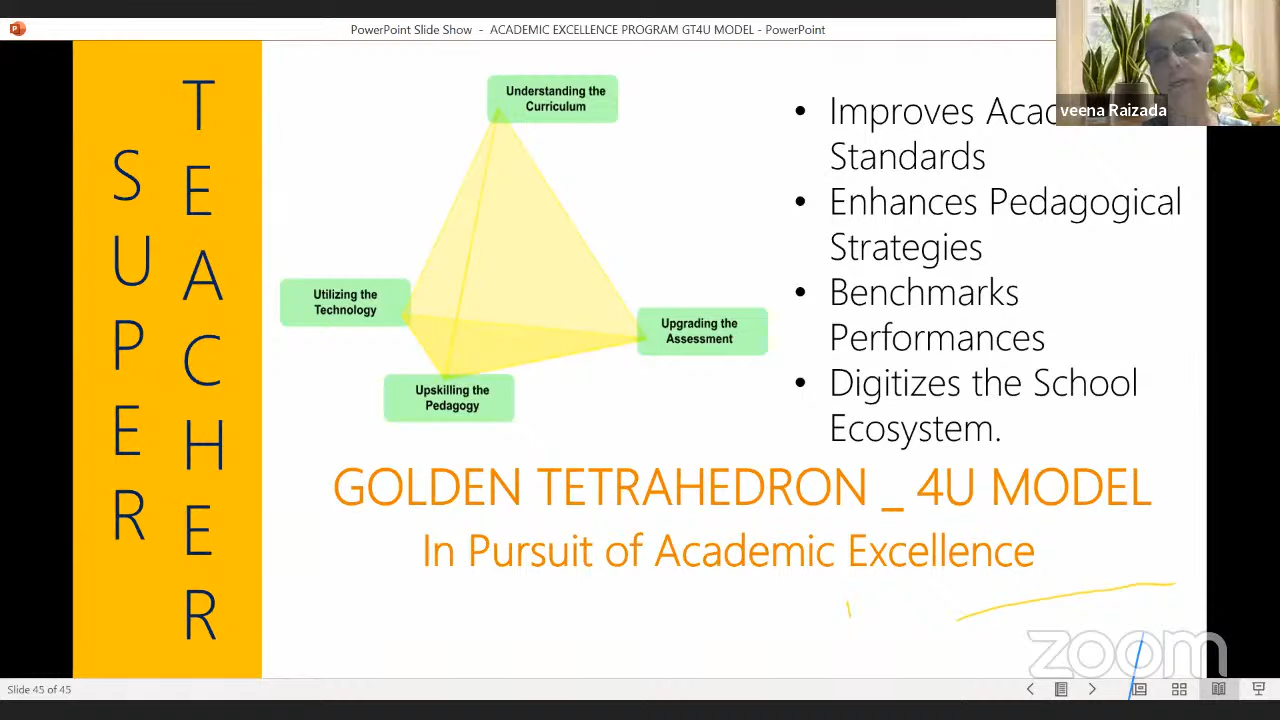 PowerPoint Slide Show - ACADEMIC EXCELLENCE PROGRAM GT4U MODEL - PowerPoint
SUPER
TEACHER
Understanding the
Curriculum
Utilizing the
Technology
Upgrading the
Assessment
Upskilling the
Pedagogy
• Improves
Standards
• Enhances Pedagogical
Strategies
• Benchmarks
Performances
• Digitizes the School
Ecosystem.
veena Raizada
GOLDEN TETRAHEDRON _ 4U MODEL
In Pursuit of Academic Excellence
zoom
Slide 45 of 45